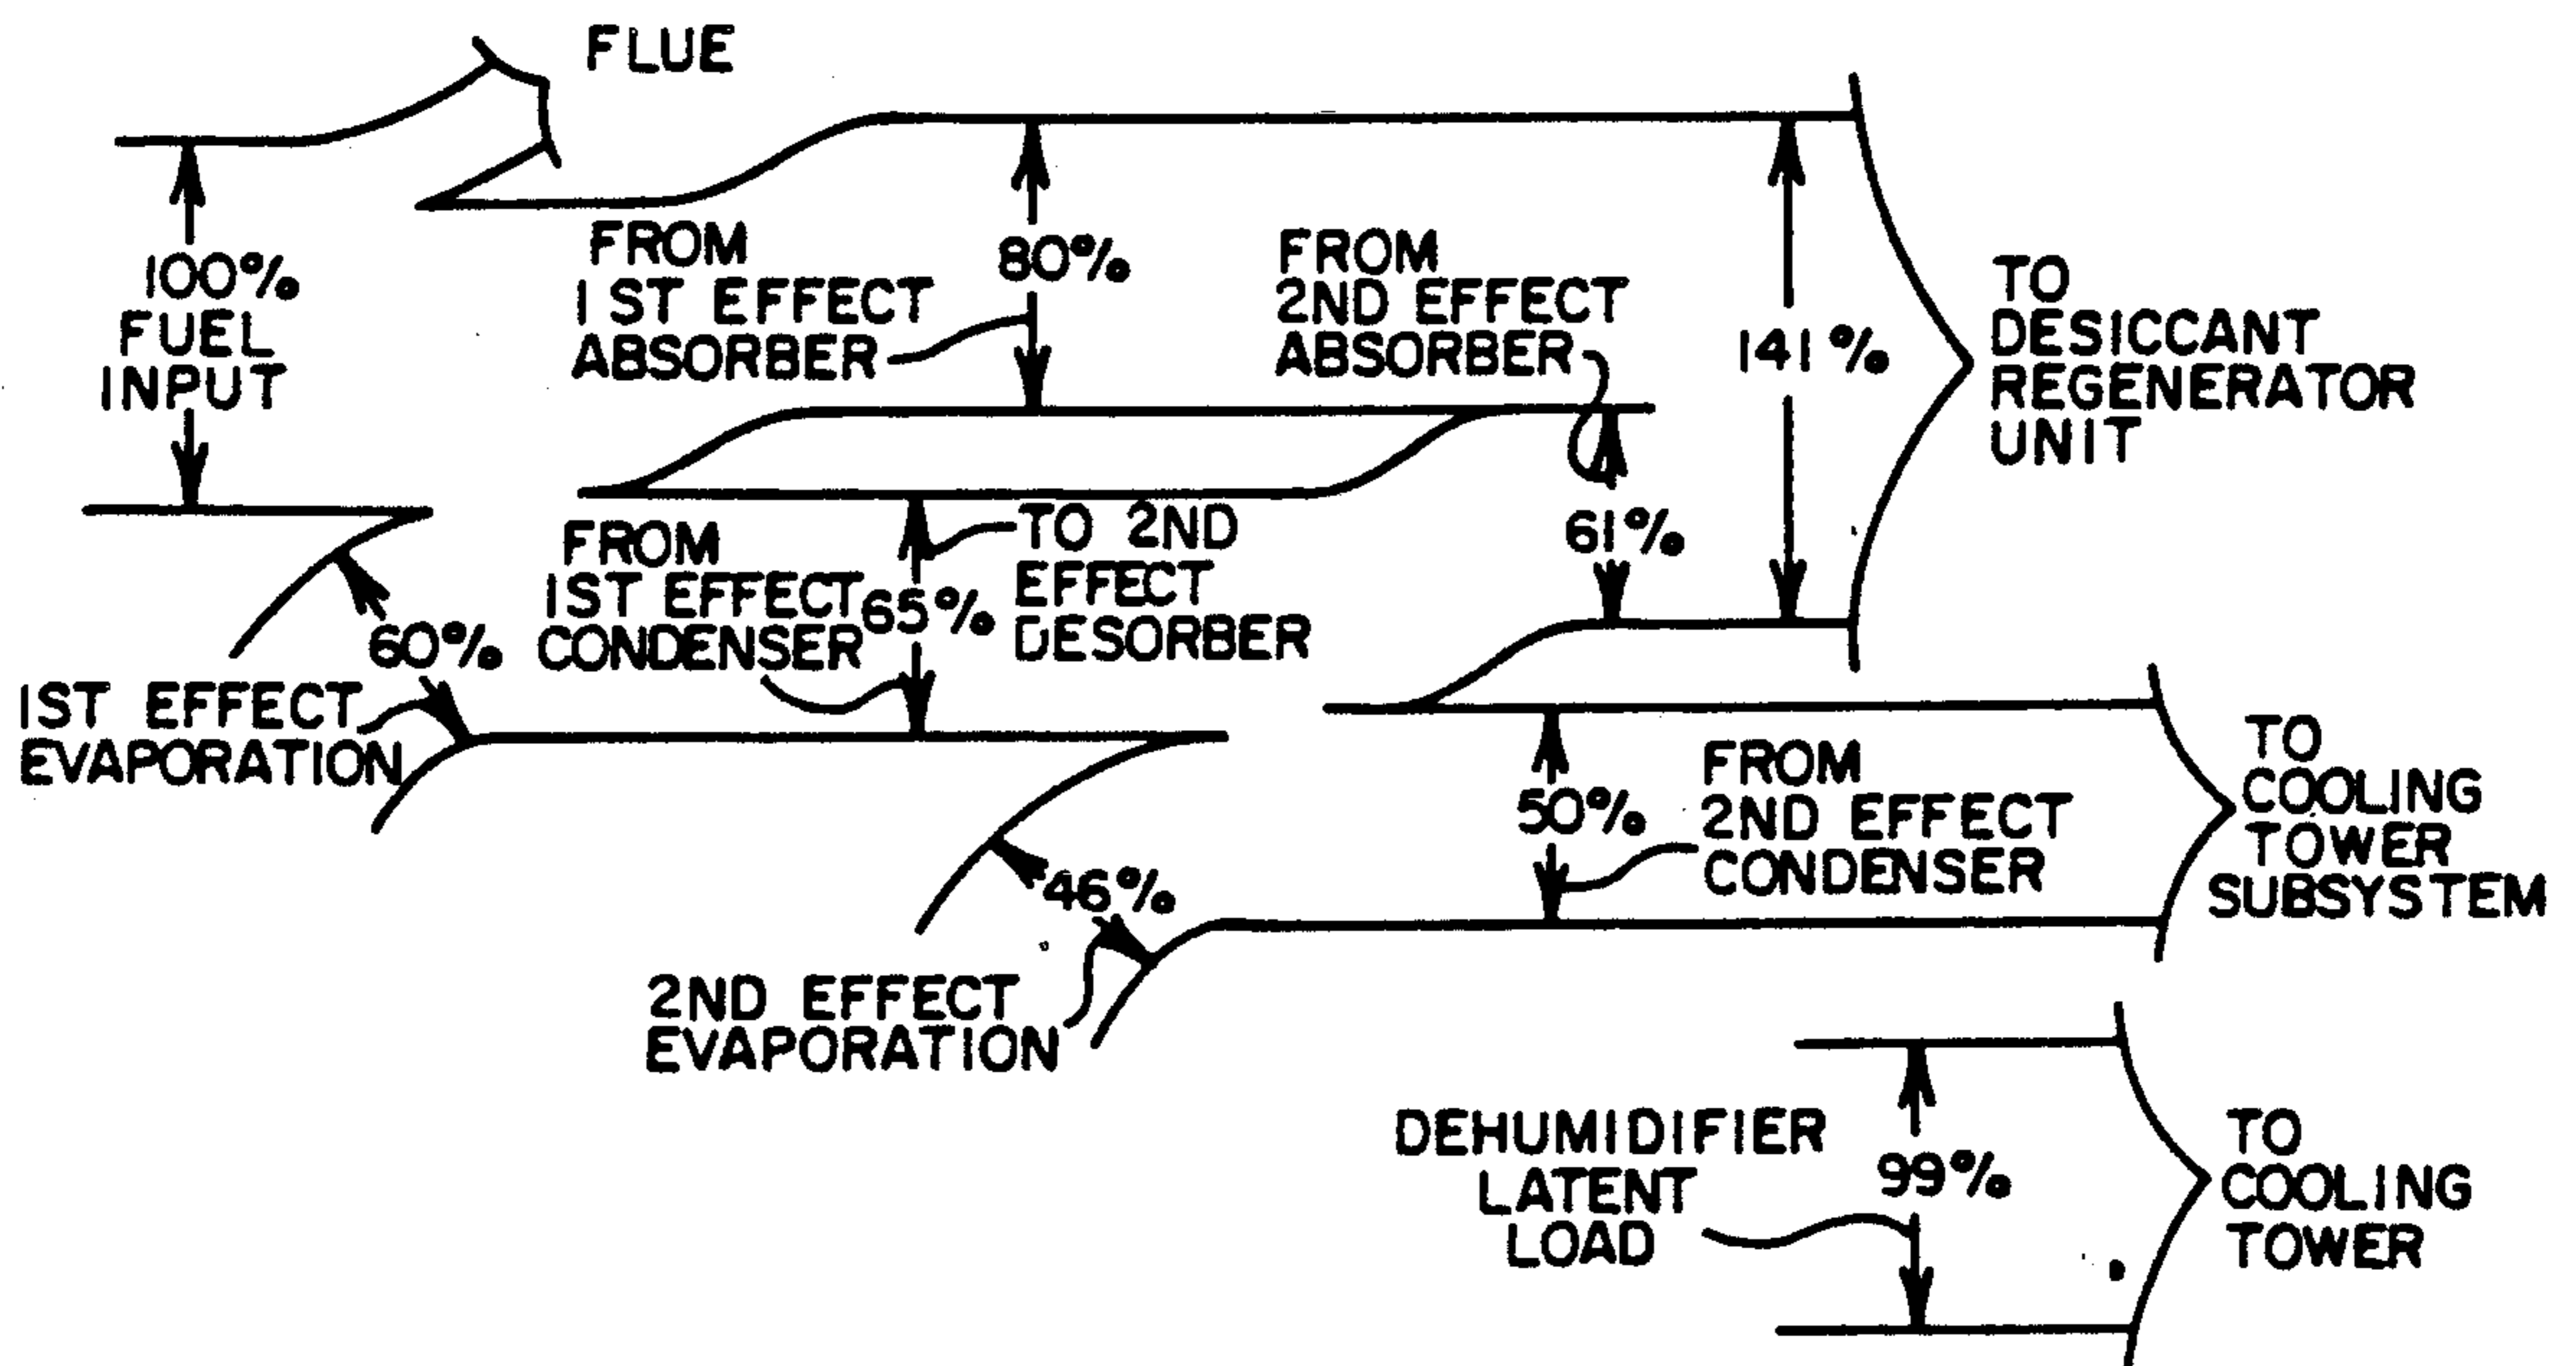 FLUE
100%
FUEL
INPUT
FROM
1ST EFFECT
ABSORBER
80%
FROM
2ND EFFECT
ABSORBER
141%
TO
DESICCANT
REGENERATOR
UNIT
60%
1ST EFFECT
EVAPORATION
FROM
1ST EFFECT
CONDENSER
65%
TO 2ND
EFFECT
DESORBER
61%
46%
2ND EFFECT
EVAPORATION
50%
FROM
2ND EFFECT
CONDENSER
TO
COOLING
TOWER
SUBSYSTEM
DEHUMIDIFIER
LATENT
LOAD
99%
TO
COOLING
TOWER